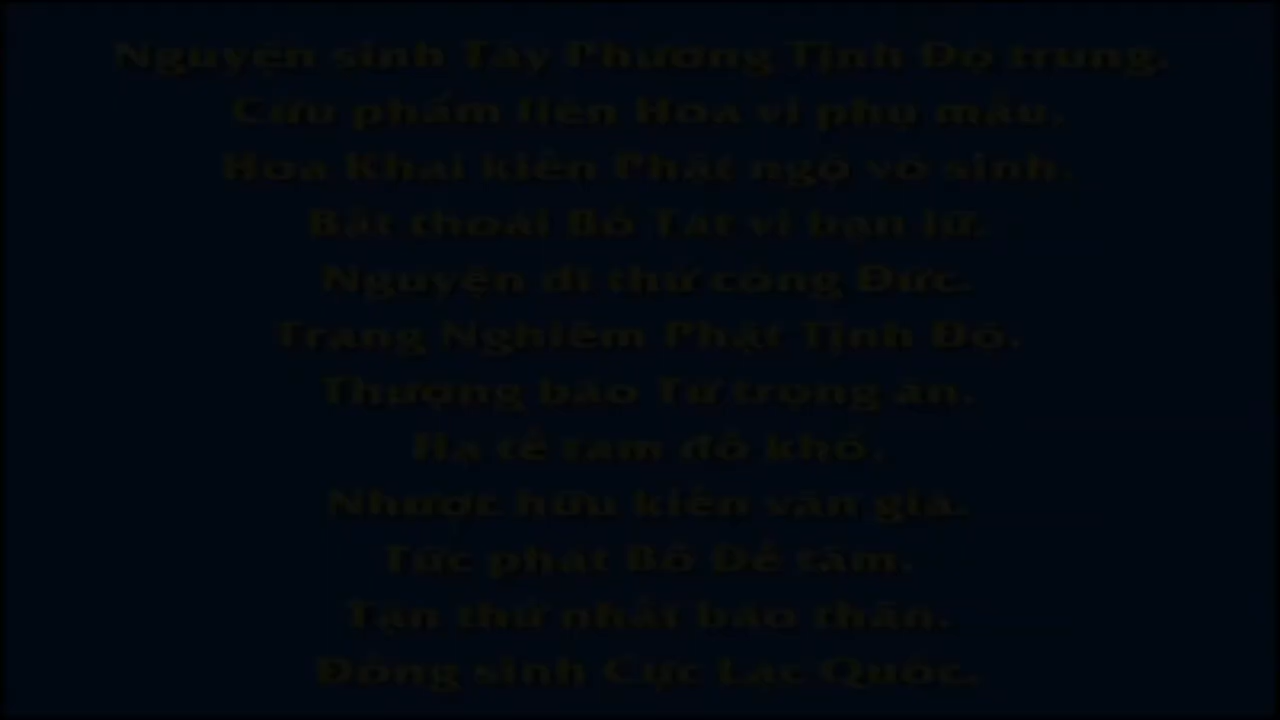 Nguyện sinh Tây Phương Tịnh Độ trung.
Cửu phẩm liên Hoa vi phụ mẫu.
Hoa Khai kiến Phật ngộ vô sinh.
Bất thoái Bồ Tát vi bạn lữ.
Nguyện dĩ thử công Đức.
Trang Nghiêm Phật Tịnh Độ.
Thượng báo Tứ trọng ân.
Hạ tế tam đồ khổ.
Nhược hữu kiến văn giả.
Tức phát Bồ Đề tâm.
Tận thử nhất báo thân.
Đồng sinh Cực Lạc Quốc.